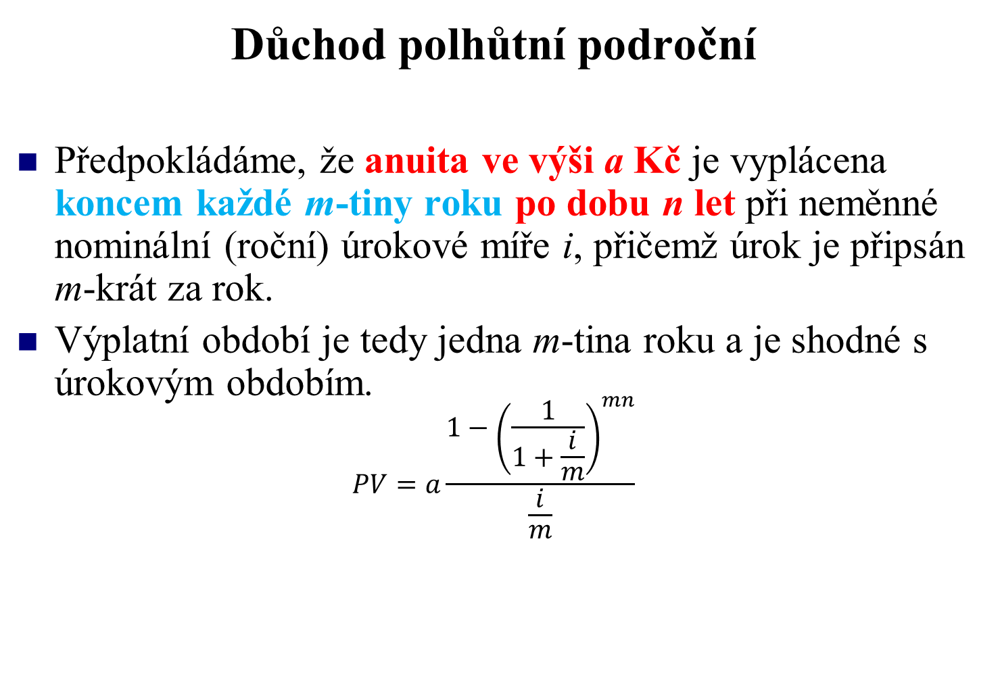 Důchod polhůtní področní
Předpokládáme, že anuita ve výši a Kč je vyplácena
koncem každé m-tiny roku po dobu n let při neměnné
nominální (roční) úrokové míře i, přičemž úrok je připsán
m-krát za rok.
Výplatní období je tedy jedna m-tina roku a je shodné s
úrokovým obdobím.
PV = a \frac{1 - \left(\frac{1}{1 + \frac{i}{m}}\right)^{mn}}{\frac{i}{m}}